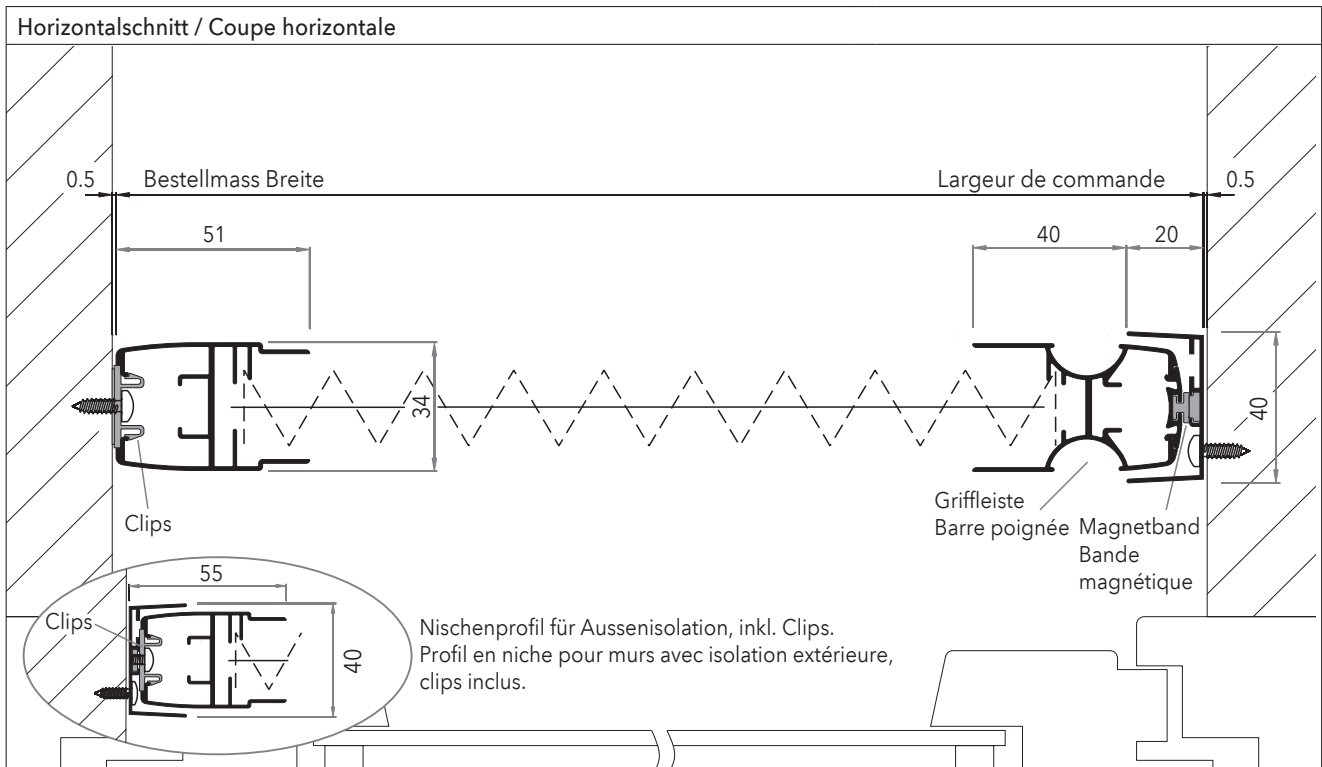 Horizontalschnitt / Coupe horizontale
0.5 Bestellmass Breite Largeur de commande 0.5
51 40 20
34
40
Clips
Griffleiste
Barre poignée
Magnetband
Bande
magnétique
55
Clips
40
Nischenprofil für Aussenisolation, inkl. Clips.
Profil en niche pour murs avec isolation extérieure,
clips inclus.